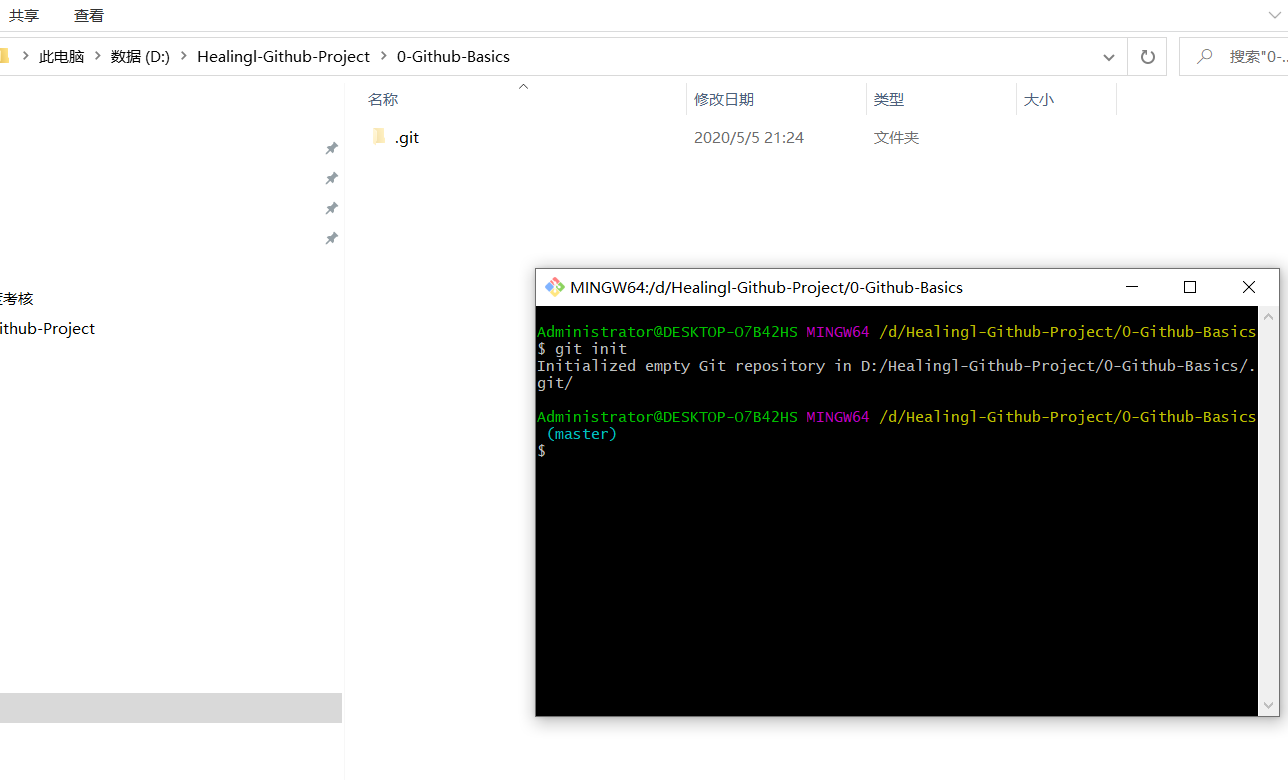 共享 查看
此电脑 > 数据 (D:) > Healingl-Github-Project > 0-Github-Basics 搜索"0-...
名称 修改日期 类型 大小
.git 2020/5/5 21:24 文件夹
考核
ithub-Project
MINGW64:/d/Healingl-Github-Project/0-Github-Basics
Administrator@DESKTOP-O7B42HS MINGW64 /d/Healingl-Github-Project/0-Github-Basics
$ git init
Initialized empty Git repository in D:/Healingl-Github-Project/0-Github-Basics/.
git/
Administrator@DESKTOP-O7B42HS MINGW64 /d/Healingl-Github-Project/0-Github-Basics
(master)
$